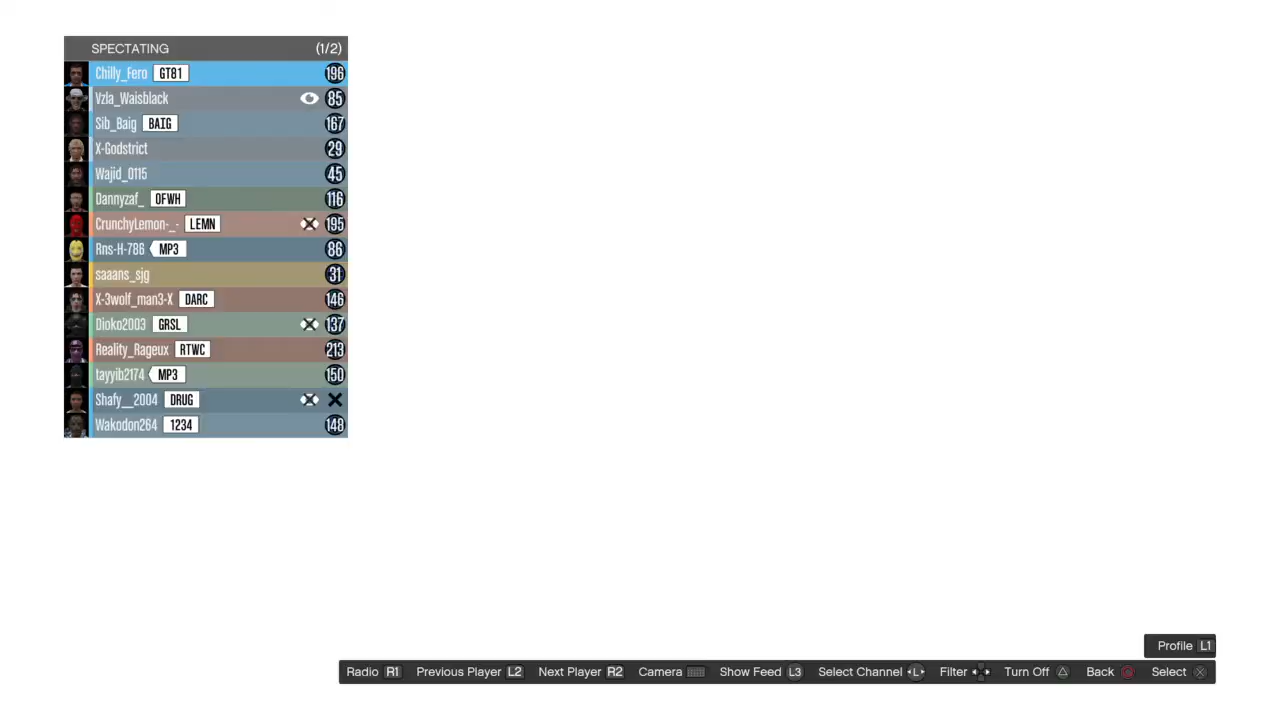 SPECTATING (1/2)
Chilly_Fero GT81 196
Vzla_Waisblack 85
Sib_Baig BAIG 167
X-Godstrict 29
Wajid_0115 45
Dannyzaf_ OFWH 116
CrunchyLemon-_- LEMN 195
Rns-H-786 MP3 86
saaans_sjg 31
X-3wolf_man3-X DARC 146
Dioko2003 GRSL 137
Reality_Rageux RTWC 213
tayyib2174 MP3 150
Shafy__2004 DRUG
Wakodon264 1234 148
Profile L1
Radio R1 Previous Player L2 Next Player R2 Camera Show Feed L3 Select Channel L Filter Turn Off Back Select